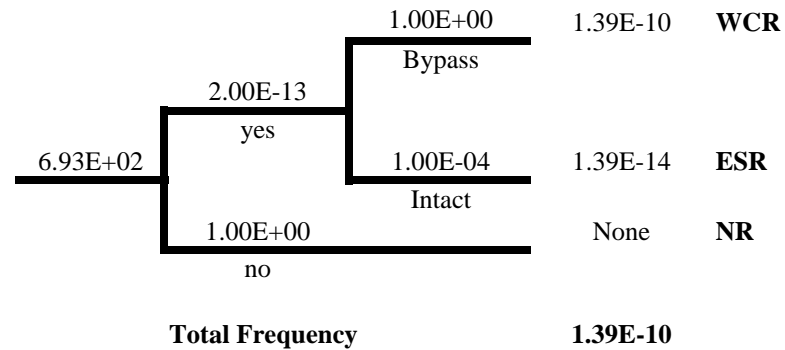 1.00E+00 1.39E-10 WCR
Bypass
2.00E-13
yes
6.93E+02 1.00E-04 1.39E-14 ESR
Intact
1.00E+00 None NR
no
Total Frequency 1.39E-10